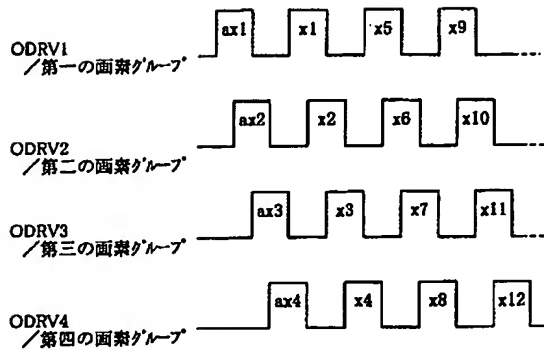 ax1 x1 x5 x9
ODRV1
/第一の画素グループ
ax2 x2 x6 x10
ODRV2
/第二の画素グループ
ax3 x3 x7 x11
ODRV3
/第三の画素グループ
ax4 x4 x8 x12
ODRV4
/第四の画素グループ